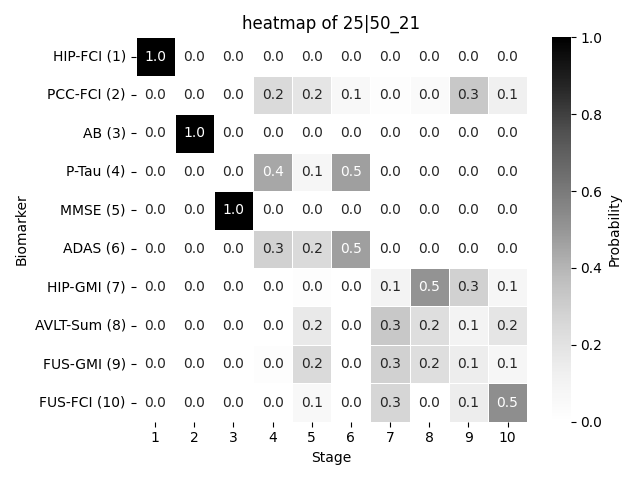 heatmap of 25|50_21
HIP-FCI (1) 1.0 0.0 0.0 0.0 0.0 0.0 0.0 0.0 0.0 0.0
PCC-FCI (2) 0.0 0.0 0.0 0.2 0.2 0.1 0.0 0.0 0.3 0.1
AB (3) 0.0 1.0 0.0 0.0 0.0 0.0 0.0 0.0 0.0 0.0
P-Tau (4) 0.0 0.0 0.0 0.4 0.1 0.5 0.0 0.0 0.0 0.0
MMSE (5) 0.0 0.0 1.0 0.0 0.0 0.0 0.0 0.0 0.0 0.0
ADAS (6) 0.0 0.0 0.0 0.3 0.2 0.5 0.0 0.0 0.0 0.0
HIP-GMI (7) 0.0 0.0 0.0 0.0 0.0 0.0 0.1 0.5 0.3 0.1
AVLT-Sum (8) 0.0 0.0 0.0 0.0 0.2 0.0 0.3 0.2 0.1 0.2
FUS-GMI (9) 0.0 0.0 0.0 0.0 0.2 0.0 0.3 0.2 0.1 0.1
FUS-FCI (10) 0.0 0.0 0.0 0.0 0.1 0.0 0.3 0.0 0.1 0.5
1 2 3 4 5 6 7 8 9 10
Stage
Biomarker
1.0
0.8
0.6
0.4
0.2
0.0
Probability